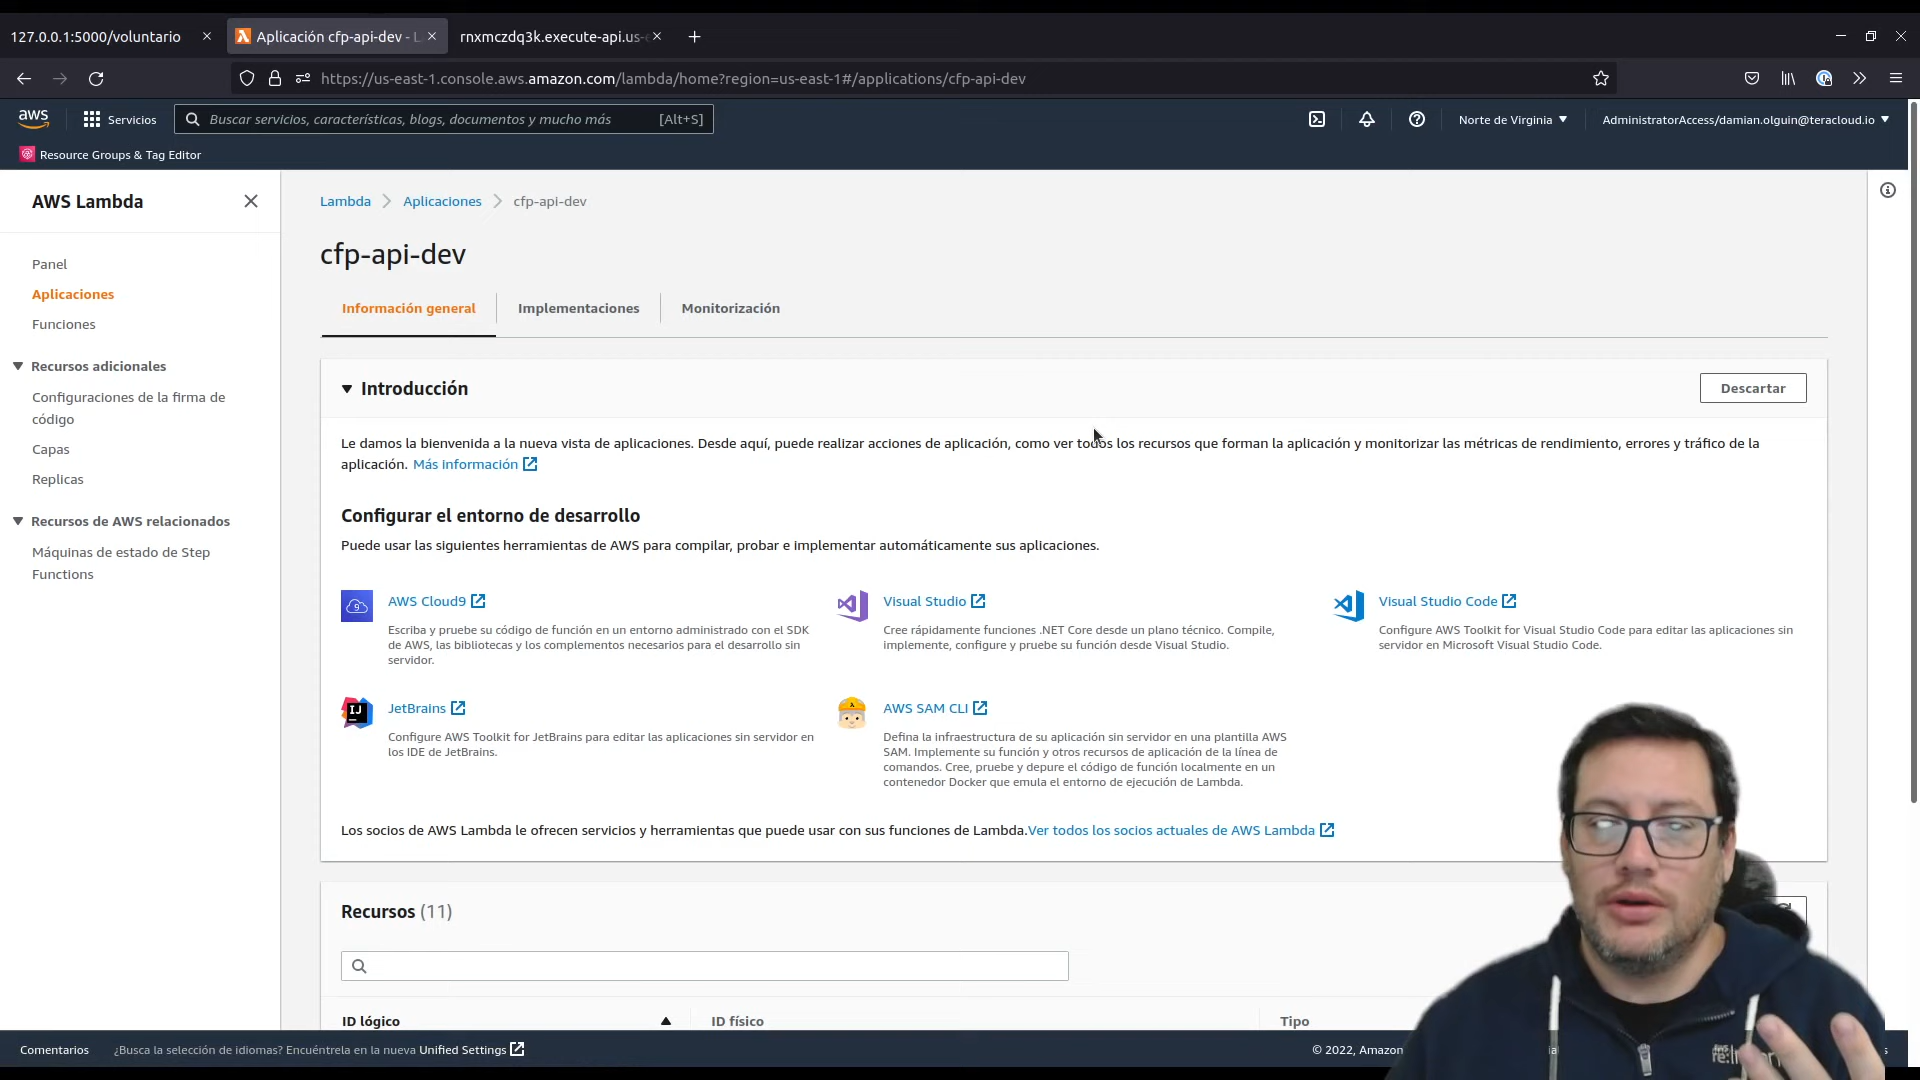 127.0.0.1:5000/voluntario
Aplicación cfp-api-dev - L
rnxmczdq3k.execute-api.us-
https://us-east-1.console.aws.amazon.com/lambda/home?region=us-east-1#/applications/cfp-api-dev
aws
Servicios
Buscar servicios, características, blogs, documentos y mucho más [Alt+S]
Norte de Virginia
AdministratorAccess/damian.olguin@teracloud.io
Resource Groups & Tag Editor
AWS Lambda
Panel
Aplicaciones
Funciones
Recursos adicionales
Configuraciones de la firma de
código
Capas
Replicas
Recursos de AWS relacionados
Máquinas de estado de Step
Functions
Lambda > Aplicaciones > cfp-api-dev
cfp-api-dev
Información general
Implementaciones
Monitorización
Introducción
Descartar
Le damos la bienvenida a la nueva vista de aplicaciones. Desde aquí, puede realizar acciones de aplicación, como ver todos los recursos que forman la aplicación y monitorizar las métricas de rendimiento, errores y tráfico de la
aplicación. Más información
Configurar el entorno de desarrollo
Puede usar las siguientes herramientas de AWS para compilar, probar e implementar automáticamente sus aplicaciones.
AWS Cloud9
Escriba y pruebe su código de función en un entorno administrado con el SDK
de AWS, las bibliotecas y los complementos necesarios para el desarrollo sin
servidor.
Visual Studio
Cree rápidamente funciones .NET Core desde un plano técnico. Compile,
implemente, configure y pruebe su función desde Visual Studio.
Visual Studio Code
Configure AWS Toolkit for Visual Studio Code para editar las aplicaciones sin
servidor en Microsoft Visual Studio Code.
JetBrains
Configure AWS Toolkit for JetBrains para editar las aplicaciones sin servidor en
los IDE de JetBrains.
AWS SAM CLI
Defina la infraestructura de su aplicación sin servidor en una plantilla AWS
SAM. Implemente su función y otros recursos de aplicación de la línea de
comandos. Cree, pruebe y depure el código de función localmente en un
contenedor Docker que emula el entorno de ejecución de Lambda.
Los socios de AWS Lambda le ofrecen servicios y herramientas que puede usar con sus funciones de Lambda.Ver todos los socios actuales de AWS Lambda
Recursos (11)
ID lógico
ID físico
Tipo
Comentarios
¿Busca la selección de idiomas? Encuéntrela en la nueva Unified Settings
© 2022, Amazon